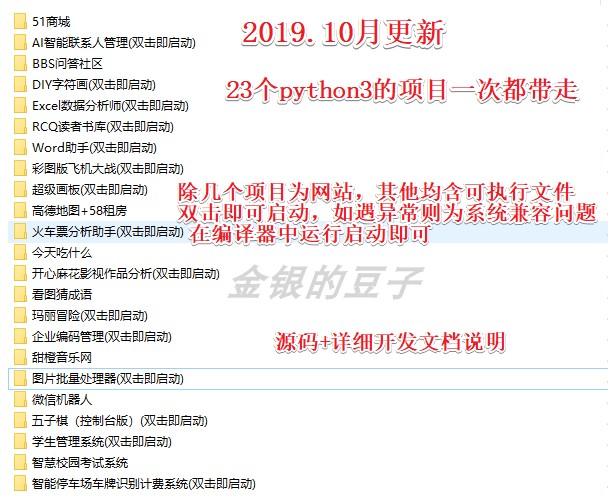 51商城
AI智能联系人管理(双击即启动)
2019.10月更新
BBS问答社区
DIY字符画(双击即启动)
23个python3的项目一次都带走
Excel数据分析师(双击即启动)
RCQ读者书库(双击即启动)
Word助手(双击即启动)
彩图版飞机大战(双击即启动)
超级画板(双击即启动)
除几个项目为网站，其他均含可执行文件
高德地图+58租房
双击即可启动，如遇异常则为系统兼容问题
火车票分析助手(双击即启动)
在编译器中运行启动即可
今天吃什么
开心麻花影视作品分析(双击即启动)
金银的豆子
看图猜成语
玛丽冒险(双击即启动)
企业编码管理(双击即启动)
源码+详细开发文档说明
甜橙音乐网
图片批量处理器(双击即启动)
微信机器人
五子棋（控制台版）(双击即启动)
学生管理系统(双击即启动)
智慧校园考试系统
智能停车场车牌识别计费系统(双击即启动)